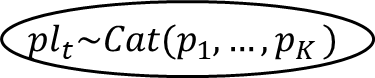 pl_t~Cat(p_1, …, p_K)